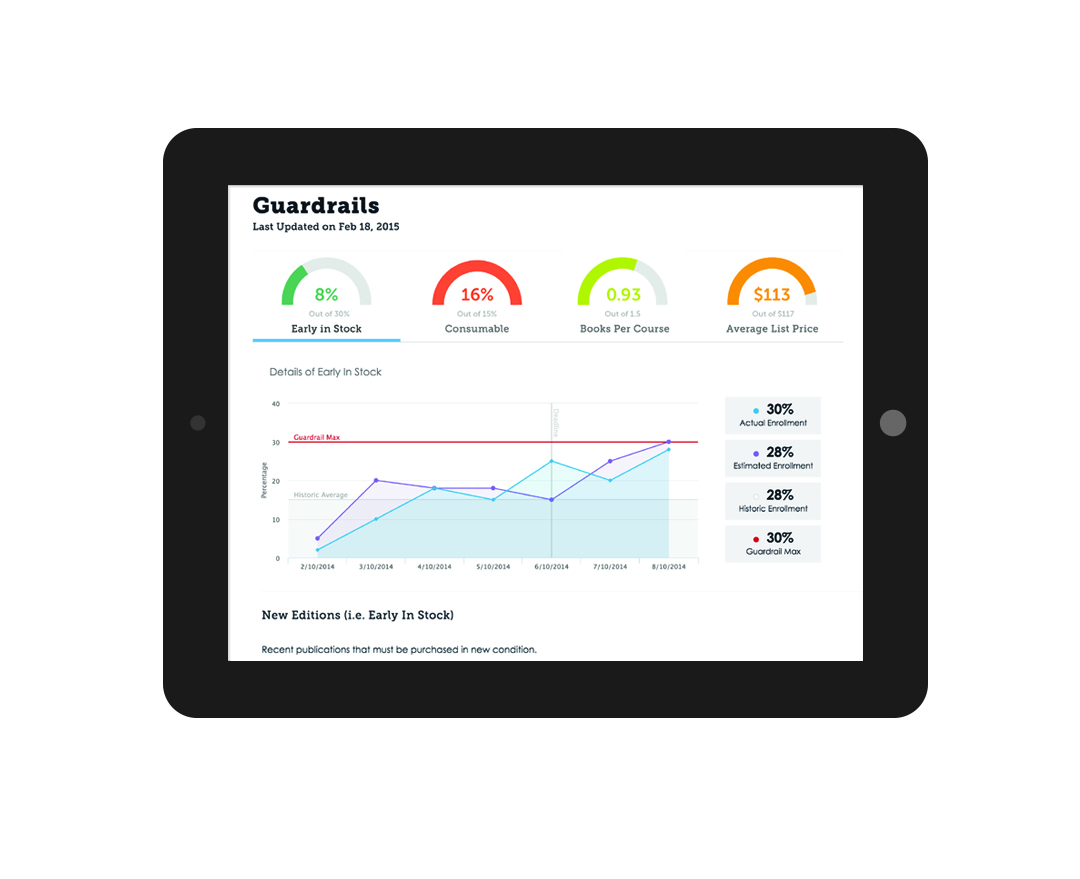 Guardrails
Last Updated on Feb 18, 2015
8%
Out of 30%
Early in Stock
16%
Out of 15%
Consumable
0.93
Out of 1.5
Books Per Course
$113
Out of $117
Average List Price
Details of Early In Stock
Percentage
40
30
20
10
0
Guardrail Max
Historic Average
Deadline
2/10/2014
3/10/2014
4/10/2014
5/10/2014
6/10/2014
7/10/2014
8/10/2014
30%
Actual Enrollment
28%
Estimated Enrollment
28%
Historic Enrollment
30%
Guardrail Max
New Editions (i.e. Early In Stock)
Recent publications that must be purchased in new condition.